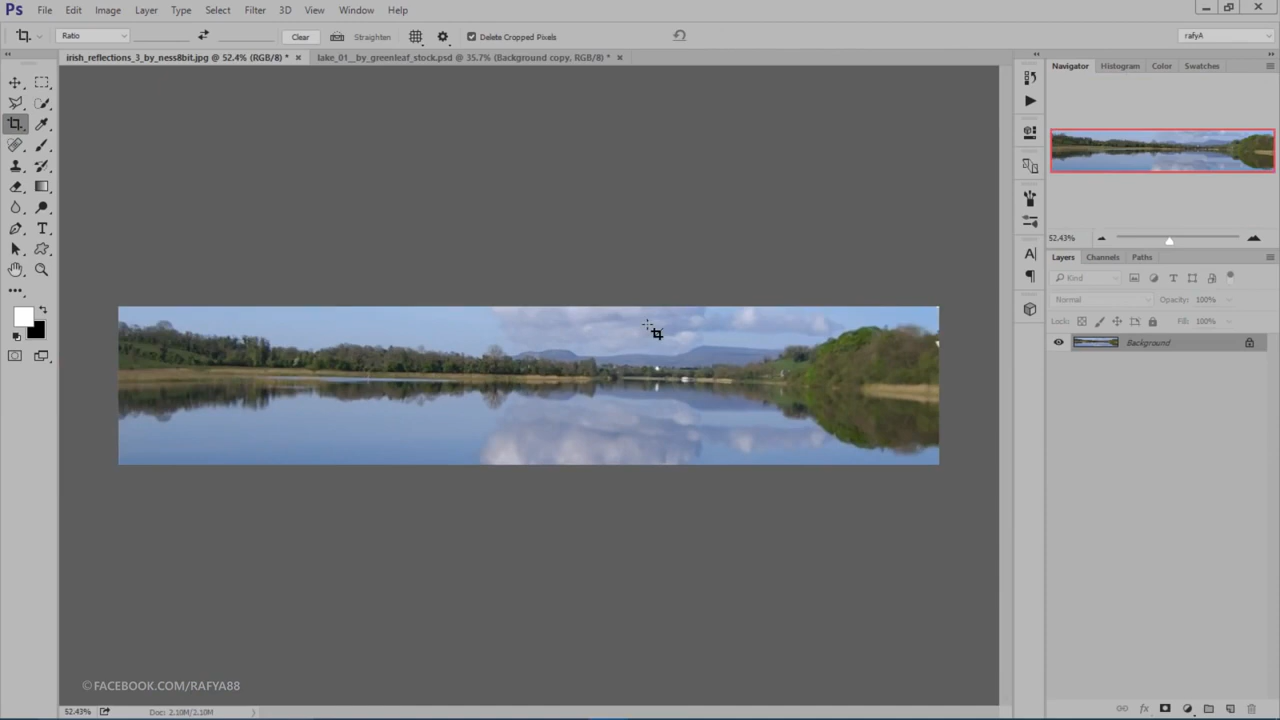 Ps File Edit Image Layer Type Select Filter 3D View Window Help
Ratio Clear Straighten Delete Cropped Pixels rafyA
irish_reflections_3_by_ness8bit.jpg @ 52.4% (RGB/8) * × lake_01__by_greenleaf_stock.psd @ 35.7% (Background copy, RGB/8) * ×
Navigator Histogram Color Swatches
52.43%
Layers Channels Paths
Kind
Normal Opacity: 100%
Lock: Fill: 100%
Background
©FACEBOOK.COM/RAFYA88
52.43% Doc: 2.10M/2.10M